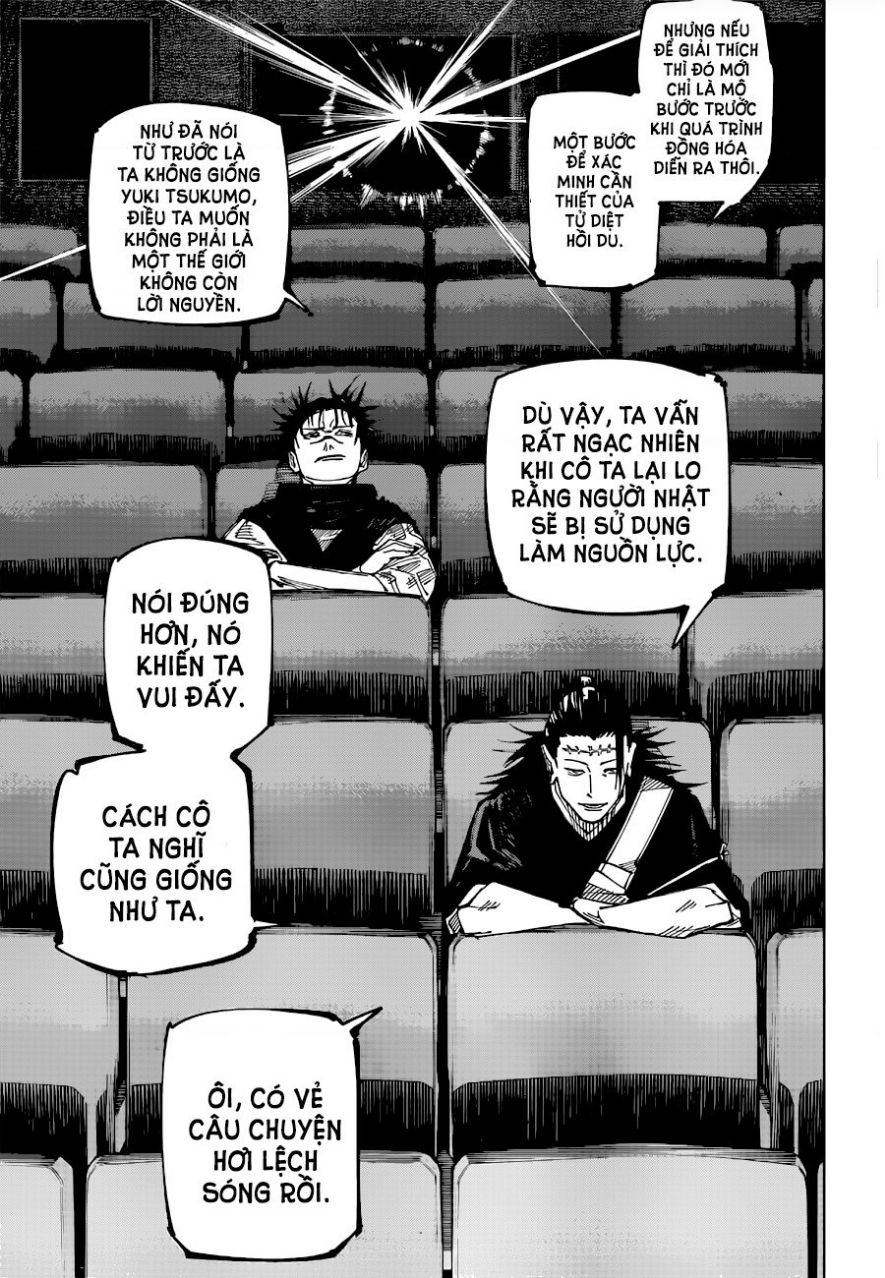 NHƯNG NẾU
ĐỂ GIẢI THÍCH
THÌ ĐÓ MỚI
CHỈ LÀ MỘ
BƯỚC TRƯỚC
KHI QUÁ TRÌNH
ĐỒNG HÓA
DIỄN RA THÔI.
MỘT BƯỚC
ĐỂ XÁC
MINH CẦN
THIẾT CỦA
TỬ DIỆT
HỒI DU.
NHƯ ĐÃ NÓI
TỪ TRƯỚC LÀ
TA KHÔNG GIỐNG
YUKI TSUKUMO,
ĐIỀU TA MUỐN
KHÔNG PHẢI LÀ
MỘT THẾ GIỚI
KHÔNG CÒN
LỜI NGUYỀN.
DÙ VẬY, TA VẪN
RẤT NGẠC NHIÊN
KHI CÔ TA LẠI LO
RẰNG NGƯỜI NHẬT
SẼ BỊ SỬ DỤNG
LÀM NGUỒN LỰC.
NÓI ĐÚNG
HƠN, NÓ
KHIẾN TA
VUI ĐẤY.
CÁCH CÔ
TA NGHĨ
CŨNG GIỐNG
NHƯ TA.
ÔI, CÓ VẺ
CÂU CHUYỆN
HƠI LỆCH
SÓNG RỒI.